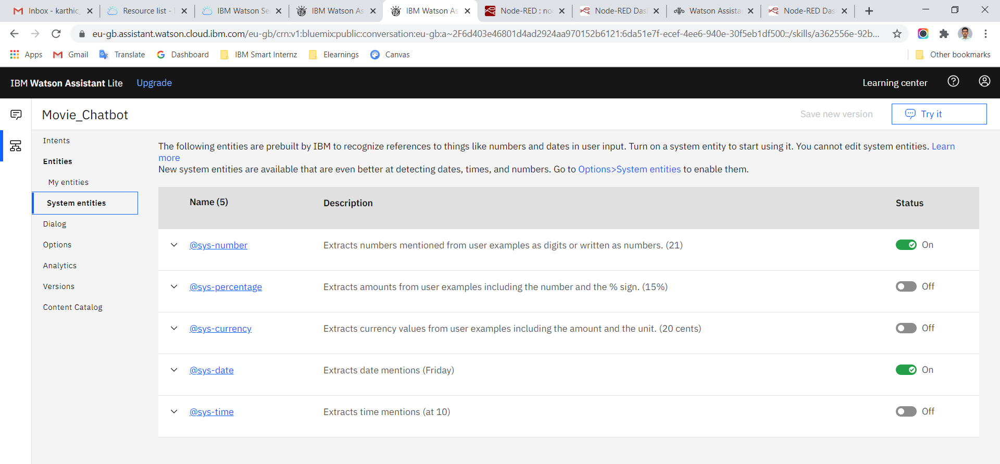 Inbox - karthic_
Resource list -
IBM Watson Se
IBM Watson As
IBM Watson As
Node-RED : no
Node-RED Das
Watson Assista
Node-RED Das
eu-gb.assistant.watson.cloud.ibm.com/eu-gb/crn:v1:bluemix:public:conversation:eu-gb:a~2F6d403e46801d4ad2924aa970152b6121:6da51e7f-ecef-4ee6-940e-30f5eb1df500::/skills/a362556e-92b...
Apps
Gmail
Translate
Dashboard
IBM Smart Internz
Elearnings
Canvas
Other bookmarks
IBM Watson Assistant Lite
Upgrade
Learning center
Movie_Chatbot
Save new version
Try it
Intents
Entities
My entities
System entities
Dialog
Options
Analytics
Versions
Content Catalog
The following entities are prebuilt by IBM to recognize references to things like numbers and dates in user input. Turn on a system entity to start using it. You cannot edit system entities. Learn
more
New system entities are available that are even better at detecting dates, times, and numbers. Go to Options>System entities to enable them.
Name (5) Description Status
@sys-number Extracts numbers mentioned from user examples as digits or written as numbers. (21) On
@sys-percentage Extracts amounts from user examples including the number and the % sign. (15%) Off
@sys-currency Extracts currency values from user examples including the amount and the unit. (20 cents) Off
@sys-date Extracts date mentions (Friday) On
@sys-time Extracts time mentions (at 10) Off